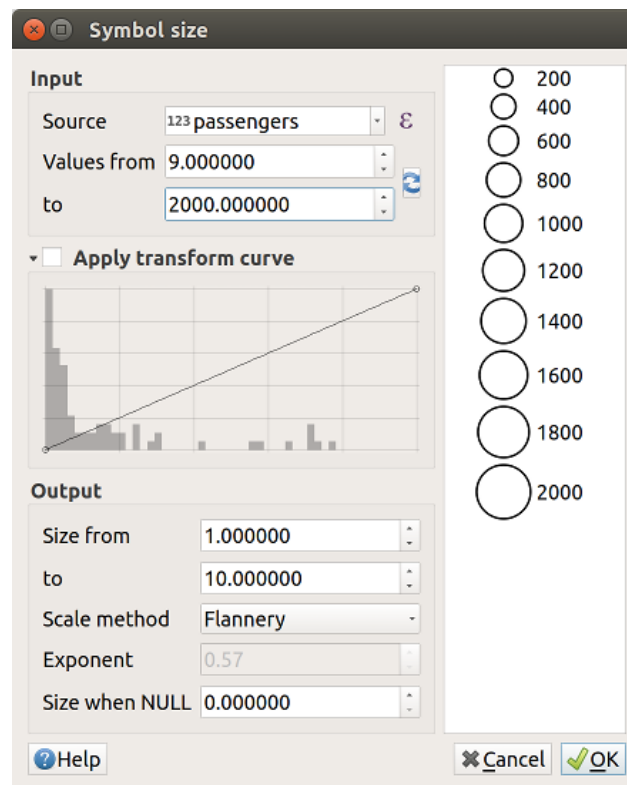 Symbol size
Input
Source 123 passengers ε
Values from 9.000000
to 2000.000000
Apply transform curve
Output
Size from 1.000000
to 10.000000
Scale method Flannery
Exponent 0.57
Size when NULL 0.000000
200
400
600
800
1000
1200
1400
1600
1800
2000
Help Cancel OK